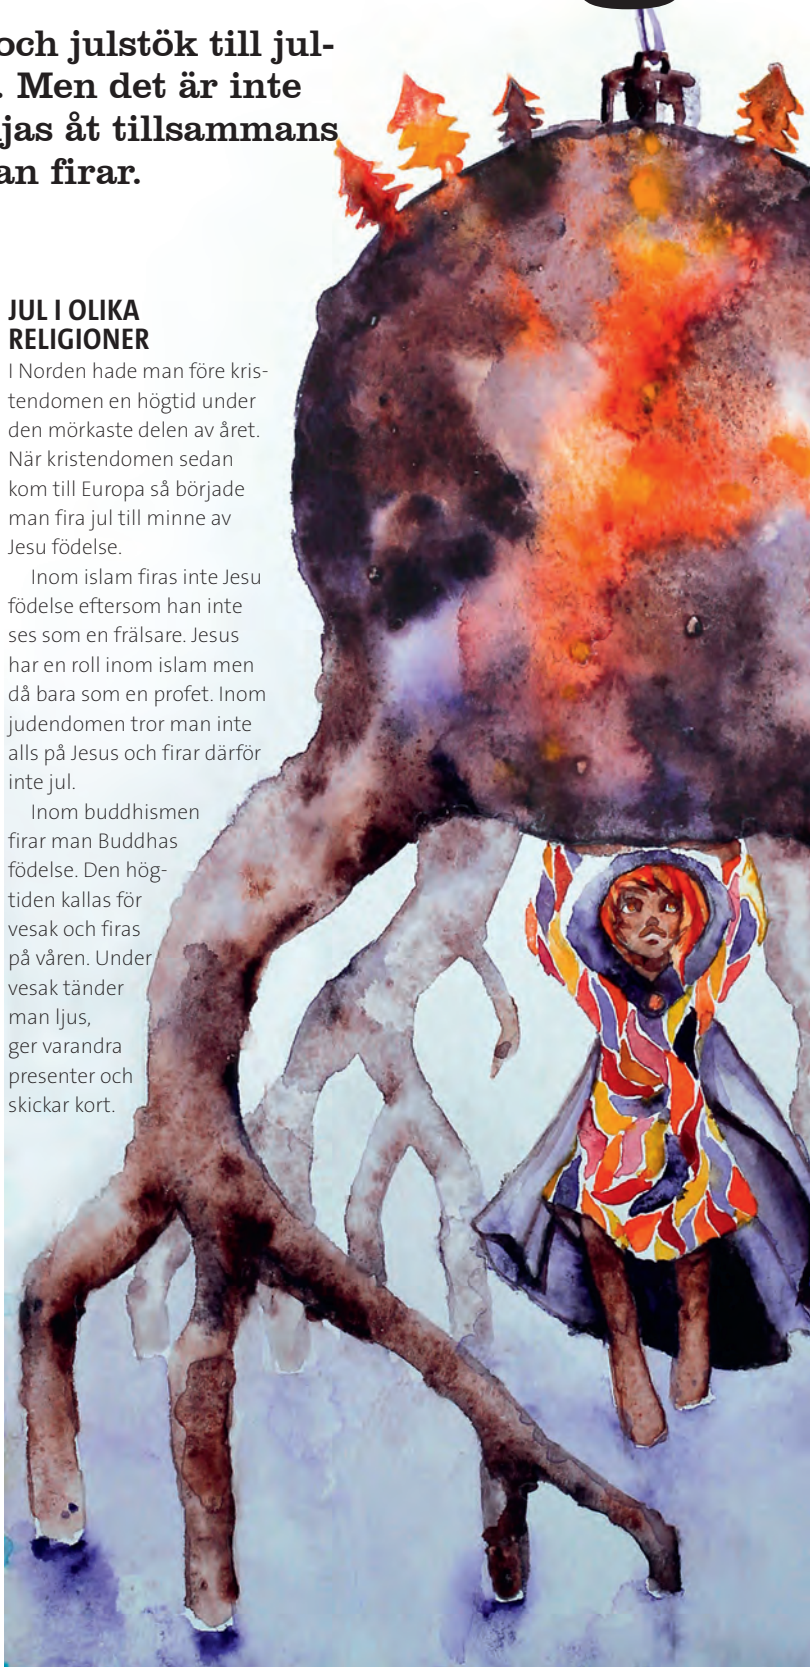 och julstök till jul-
. Men det är inte
jas åt tillsammans
an firar.
JUL I OLIKA
RELIGIONER
I Norden hade man före kris-
tendomen en högtid under
den mörkaste delen av året.
När kristendomen sedan
kom till Europa så började
man fira jul till minne av
Jesu födelse.
Inom islam firas inte Jesu
födelse eftersom han inte
ses som en frälsare. Jesus
har en roll inom islam men
då bara som en profet. Inom
judendomen tror man inte
alls på Jesus och firar därför
inte jul.
Inom buddhismen
firar man Buddhas
födelse. Den hög-
tiden kallas för
vesak och firas
på våren. Under
vesak tänder
man ljus,
ger varandra
presenter och
skickar kort.